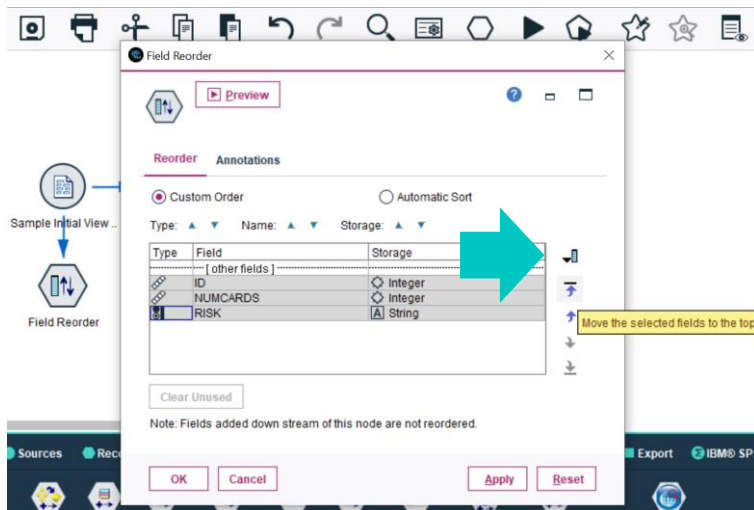 Field Reorder
Preview
Reorder Annotations
Custom Order Automatic Sort
Sample Initial View ..
Type: Name: Storage:
Type Field Storage
[ other fields ]
ID Integer
NUMCARDS Integer
RISK A String
Field Reorder
Move the selected fields to the top
Clear Unused
Note: Fields added down stream of this node are not reordered.
Sources Reco Export IBM® SP
OK Cancel Apply Reset